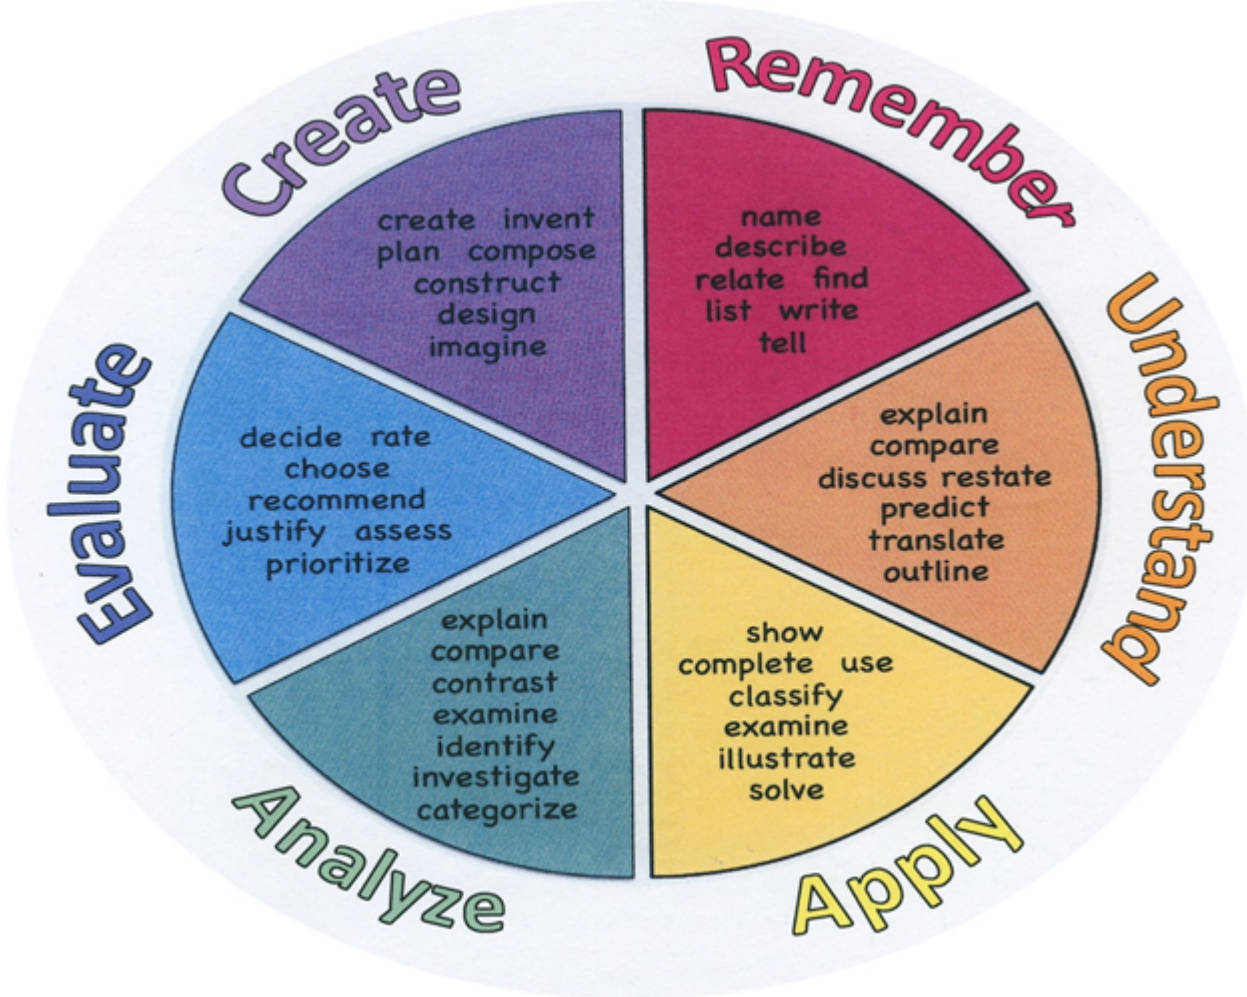 Remember
name
describe
relate find
list write
tell
Understand
explain
compare
discuss restate
predict
translate
outline
Apply
show
complete use
classify
examine
illustrate
solve
Analyze
explain
compare
contrast
examine
identify
investigate
categorize
Evaluate
decide rate
choose
recommend
justify assess
prioritize
Create
create invent
plan compose
construct
design
imagine